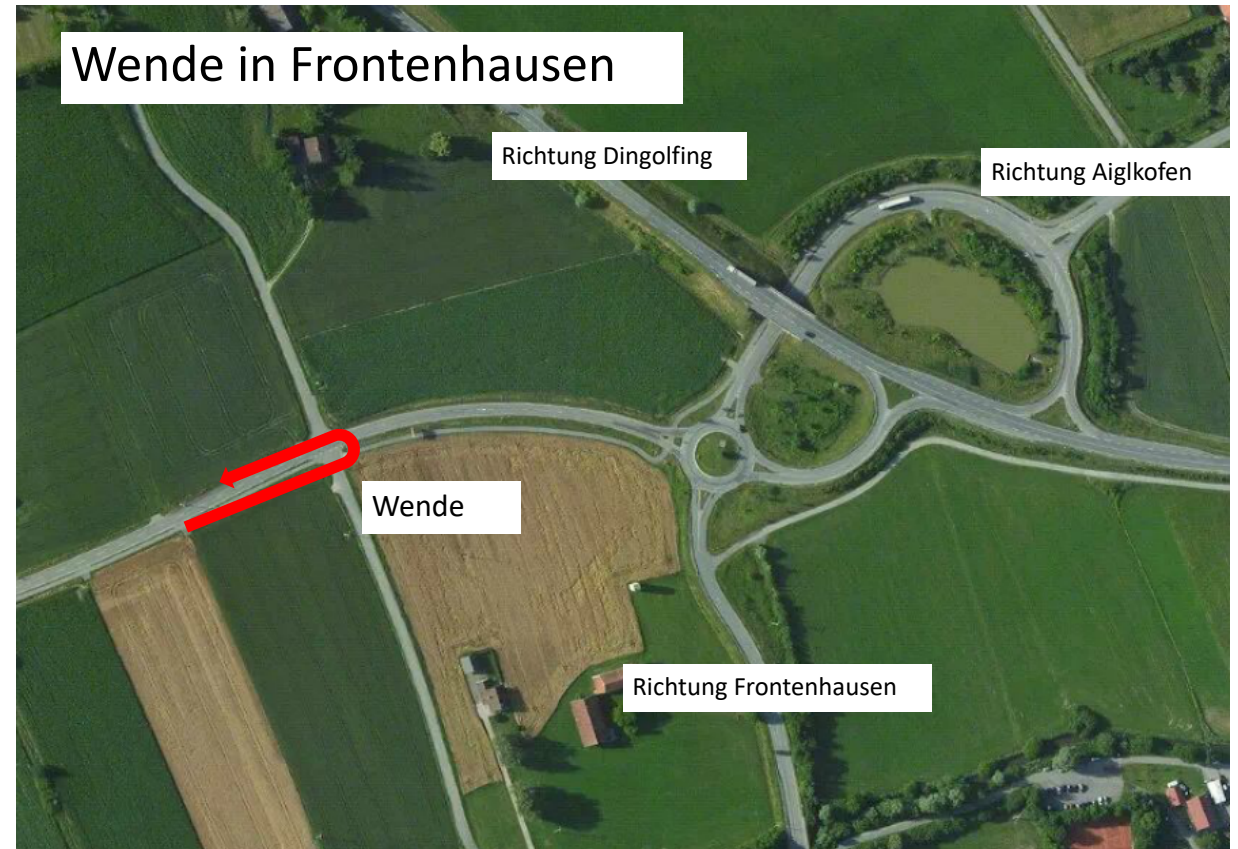 Wende in Frontenhausen
Richtung Dingolfing
Richtung Aiglkofen
Wende
Richtung Frontenhausen